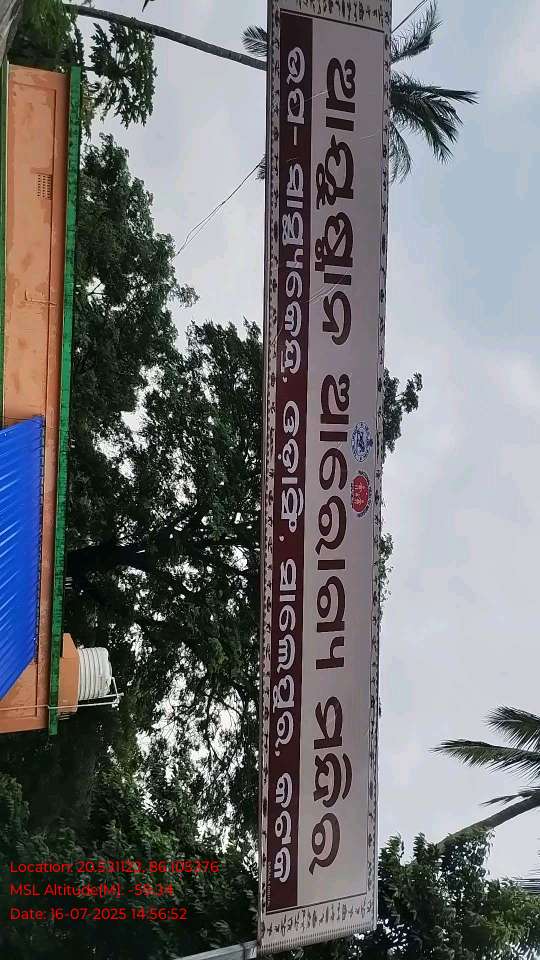 ଆୟୁଷ୍ମାନ ଆରୋଗ୍ୟ ମନ୍ଦିର
ଉପ- ସ୍ୱାସ୍ଥ୍ୟକେନ୍ଦ୍ର, ସାଲେପୁର, କଟକ
Location: 20.531122, 86.108276
MSL Altitude[M]: -59.34
Date: 16-07-2025 14:56:52